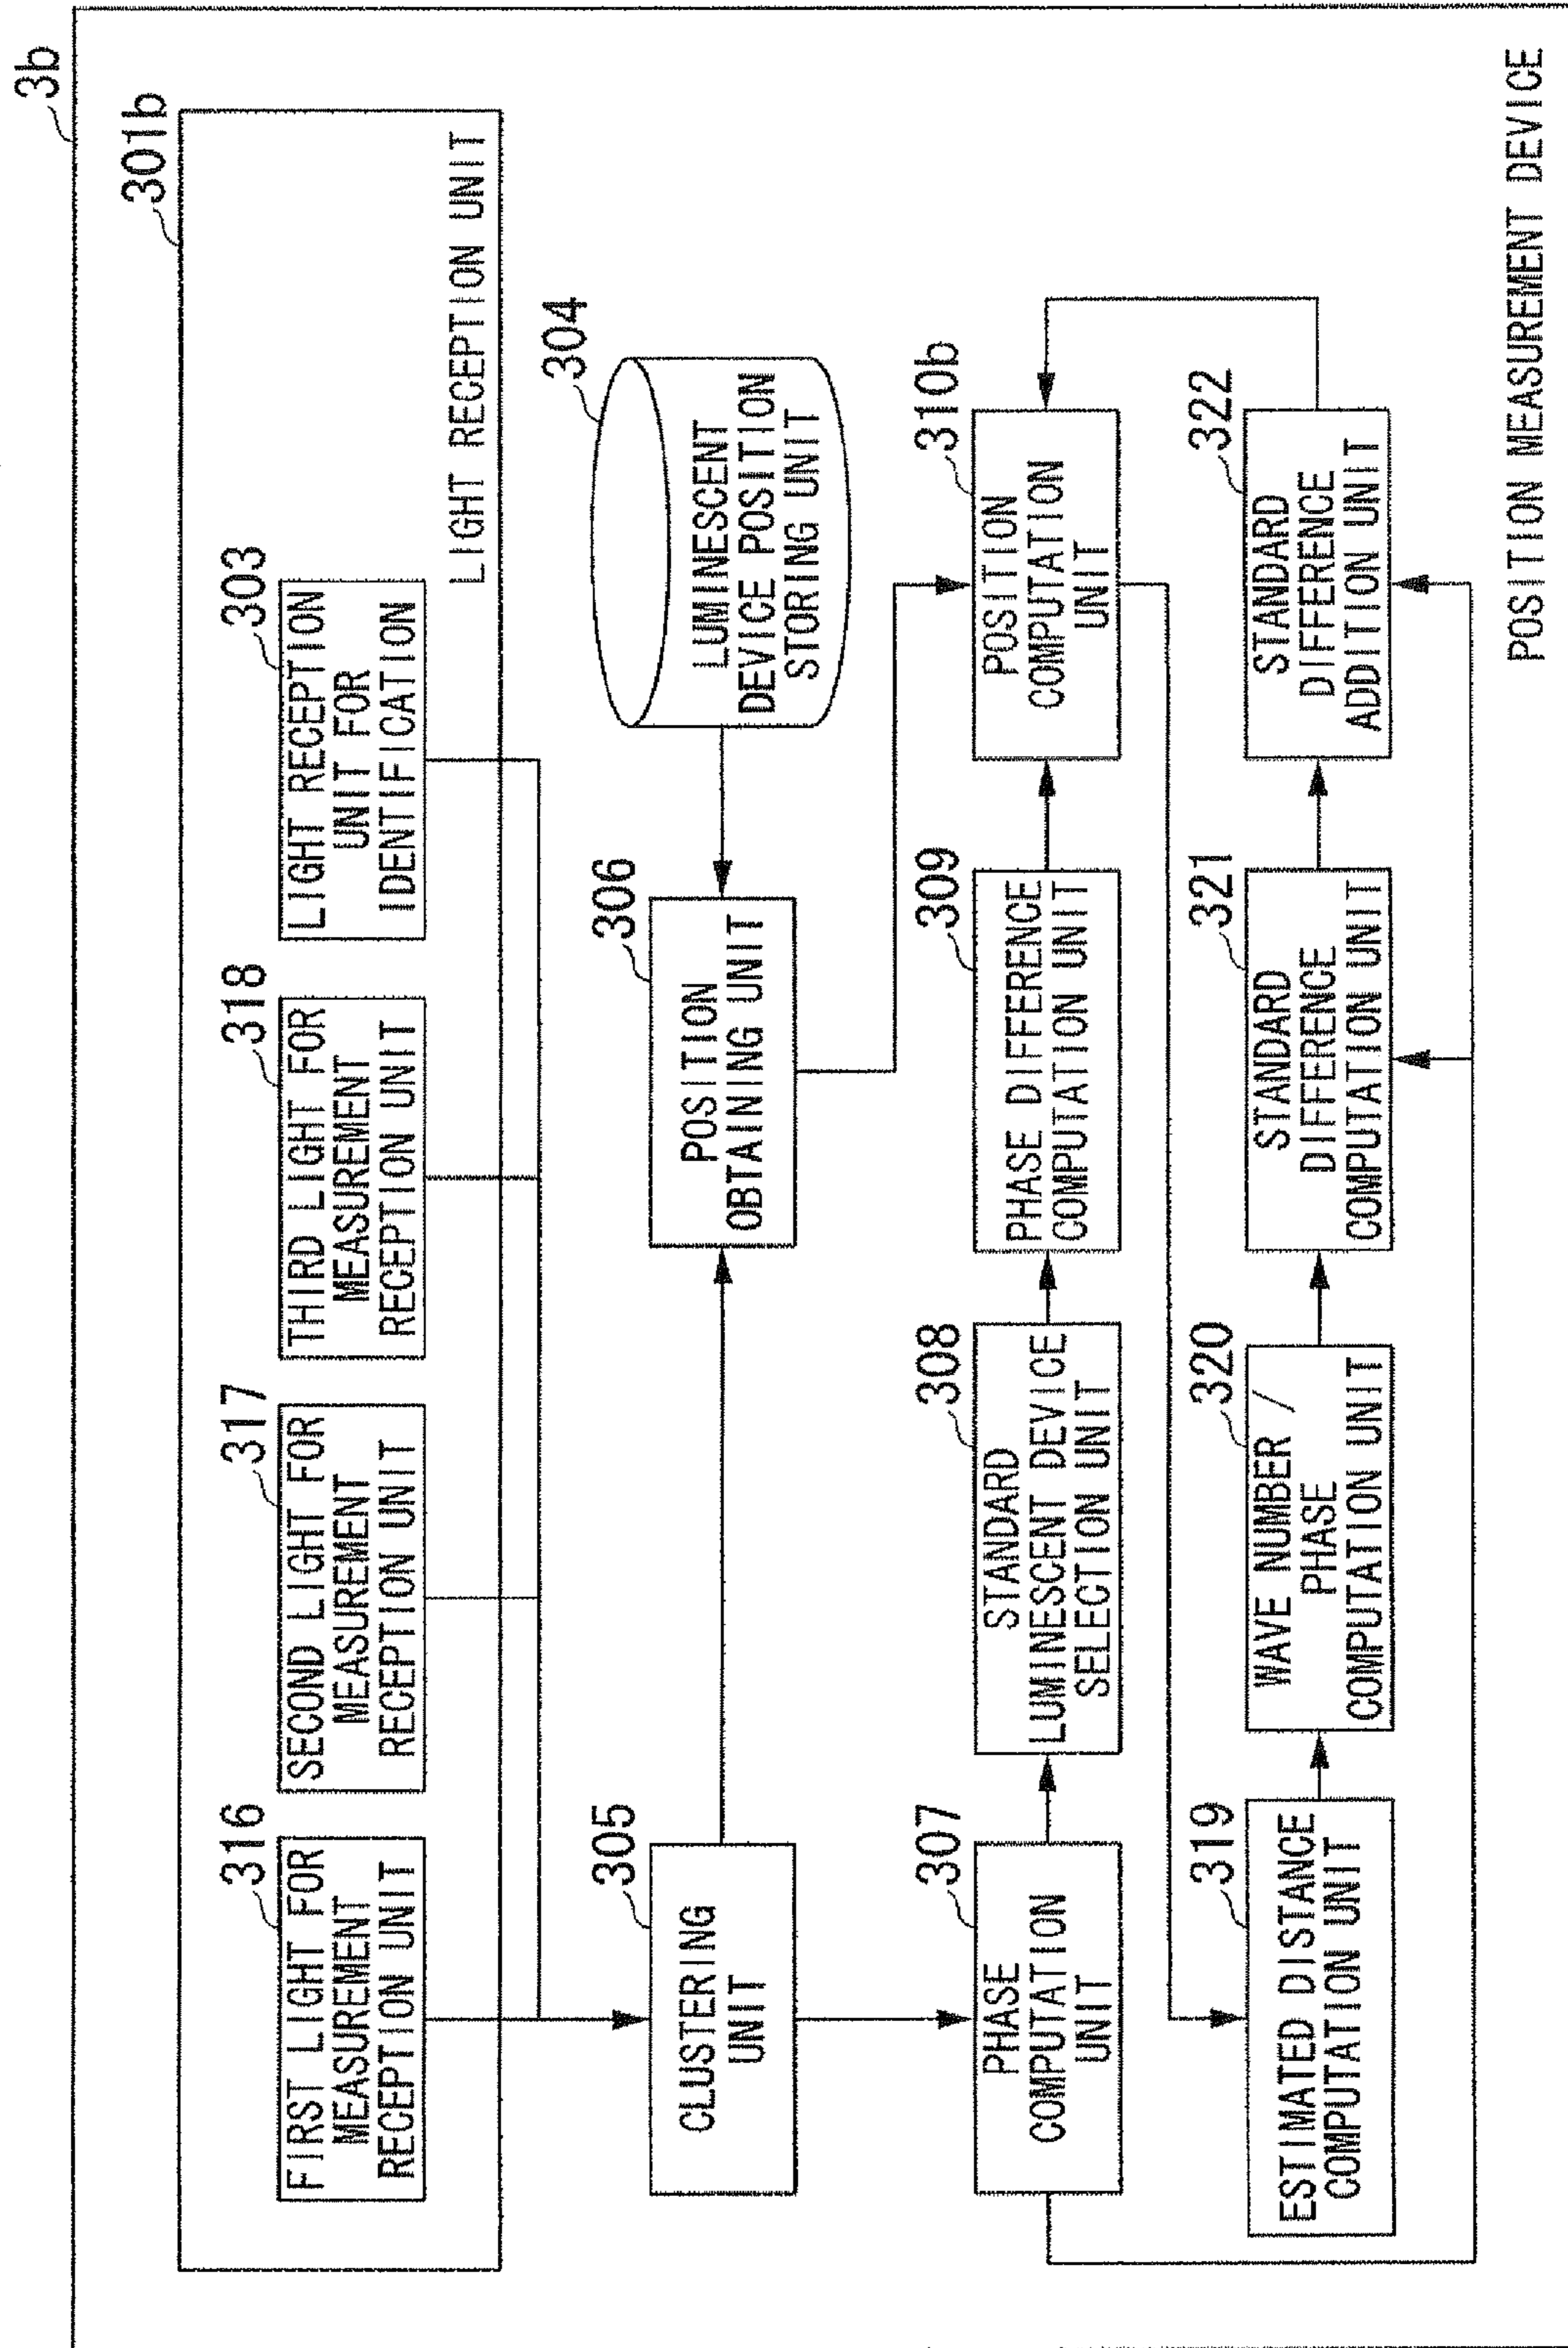 3b
301b
316
FIRST LIGHT FOR
MEASUREMENT
RECEPTION UNIT
317
SECOND LIGHT FOR
MEASUREMENT
RECEPTION UNIT
318
THIRD LIGHT FOR
MEASUREMENT
RECEPTION UNIT
303
LIGHT RECEPTION
UNIT FOR
IDENTIFICATION
LIGHT RECEPTION UNIT
305
CLUSTERING
UNIT
306
POSITION
OBTAINING UNIT
304
LUMINESCENT
DEVICE POSITION
STORING UNIT
307
PHASE
COMPUTATION
UNIT
308
STANDARD
LUMINESCENT DEVICE
SELECTION UNIT
309
PHASE DIFFERENCE
COMPUTATION UNIT
310b
POSITION
COMPUTATION
UNIT
319
ESTIMATED DISTANCE
COMPUTATION UNIT
320
WAVE NUMBER /
PHASE
COMPUTATION UNIT
321
STANDARD
DIFFERENCE
COMPUTATION UNIT
322
STANDARD
DIFFERENCE
ADDITION UNIT
POSITION MEASUREMENT DEVICE